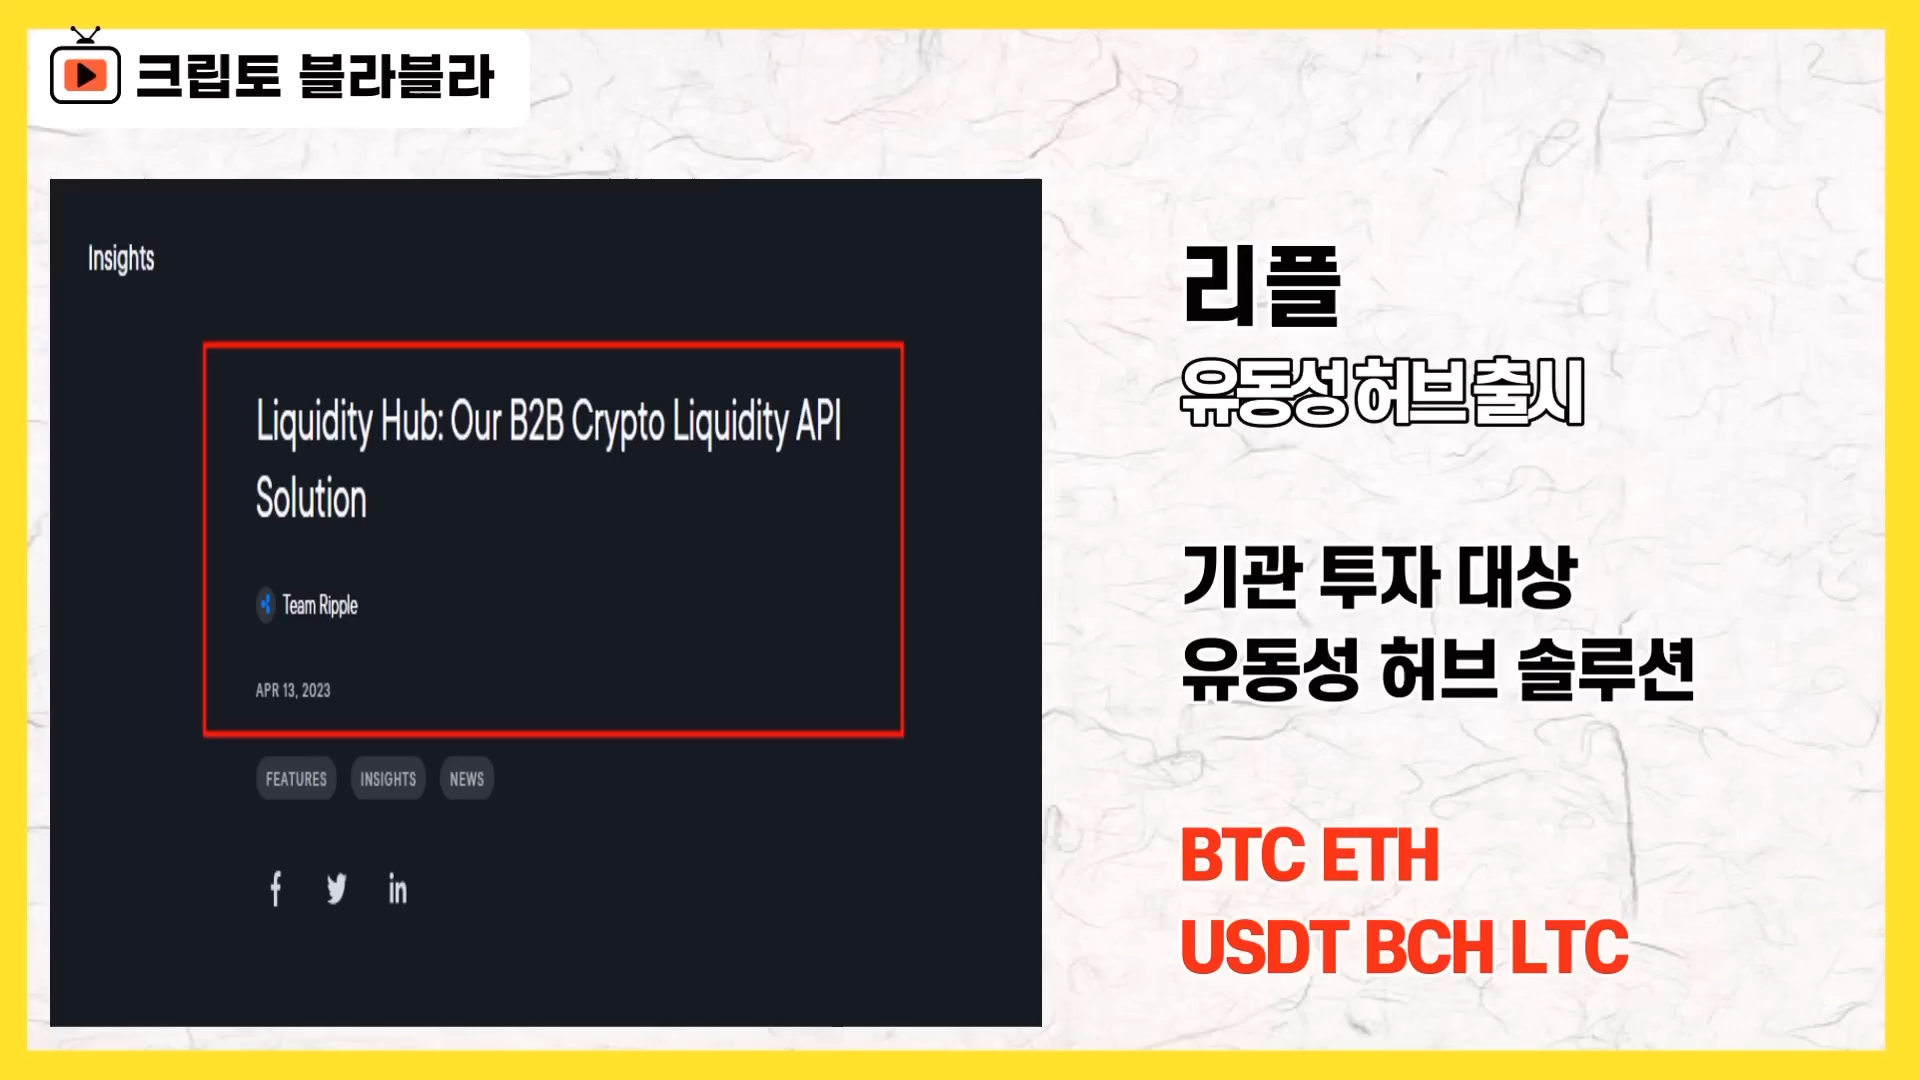 크립토 블라블라
Insights
Liquidity Hub: Our B2B Crypto Liquidity API
Solution
Team Ripple
APR 13, 2023
FEATURES INSIGHTS NEWS
리플
유동성 허브 출시
기관 투자 대상
유동성 허브 솔루션
BTC ETH
USDT BCH LTC